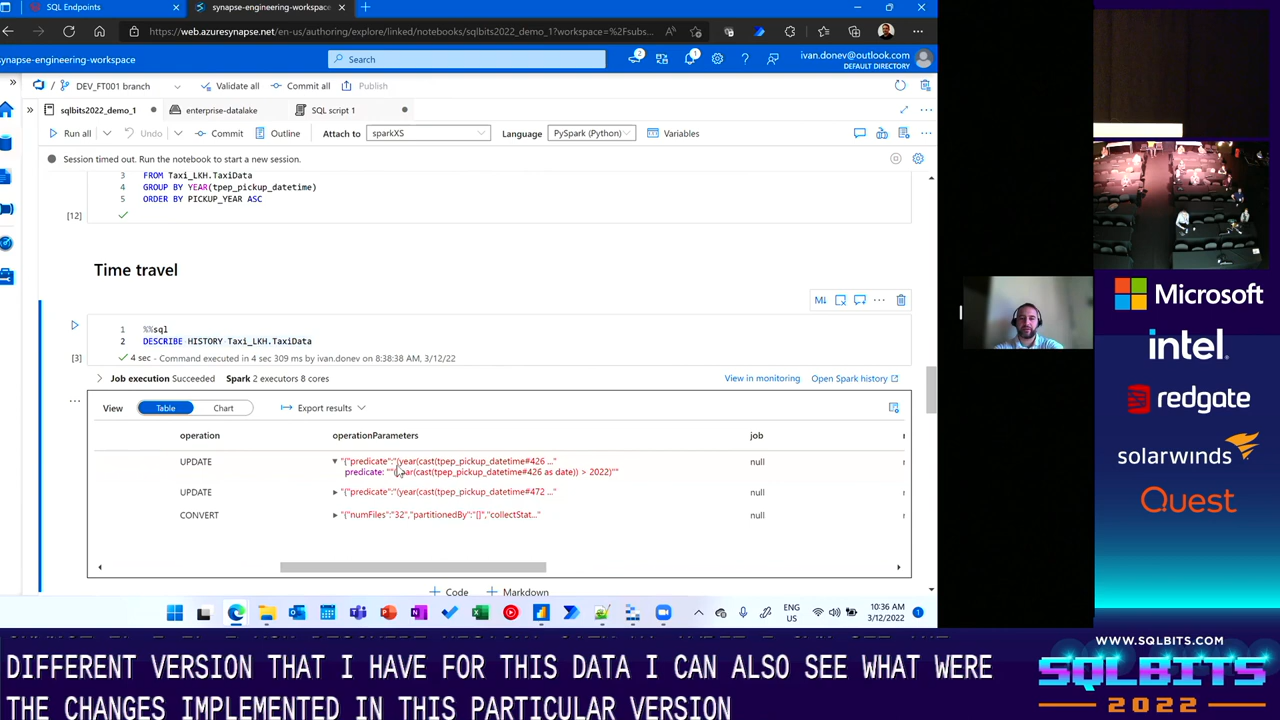 SQL Endpoints
synapse-engineering-workspace
https://web.azuresynapse.net/en-us/authoring/explore/linked/notebooks/sqlbits2022_demo_1?workspace=%2Fsubs...
synapse-engineering-workspace
Search
2
1
ivan.donev@outlook.com
DEFAULT DIRECTORY
DEV_FT001 branch
Validate all
Commit all
Publish
sqlbits2022_demo_1
enterprise-datalake
SQL script 1
Run all
Undo
Commit
Outline
Attach to
sparkXS
Language
PySpark (Python)
Variables
Session timed out. Run the notebook to start a new session.
3 FROM Taxi_LKH.TaxiData
4 GROUP BY YEAR(tpep_pickup_datetime)
5 ORDER BY PICKUP_YEAR ASC
[12]
Time travel
M↓
1 %%sql
2 DESCRIBE HISTORY Taxi_LKH.TaxiData
[3]
4 sec - Command executed in 4 sec 309 ms by ivan.donev on 8:38:38 AM, 3/12/22
Job execution Succeeded Spark 2 executors 8 cores
View in monitoring
Open Spark history
View
Table
Chart
Export results
operation
operationParameters
job
UPDATE
"{"predicate":"(year(cast(tpep_pickup_datetime#426 ..."
null
predicate: ""(year(cast(tpep_pickup_datetime#426 as date)) > 2022)""
UPDATE
"{"predicate":"(year(cast(tpep_pickup_datetime#472 ..."
null
CONVERT
"{"numFiles":"32","partitionedBy":"[]","collectStat..."
null
Code
Markdown
ENG
US
10:36 AM
3/12/2022
1
Microsoft
intel.
redgate
solarwinds
Quest
WWW.SQLBITS.COM
SQLBITS
2022
DIFFERENT VERSION THAT I HAVE FOR THIS DATA I CAN ALSO SEE WHAT WERE
THE CHANGES IMPLEMENTED IN THIS PARTICULAR VERSION